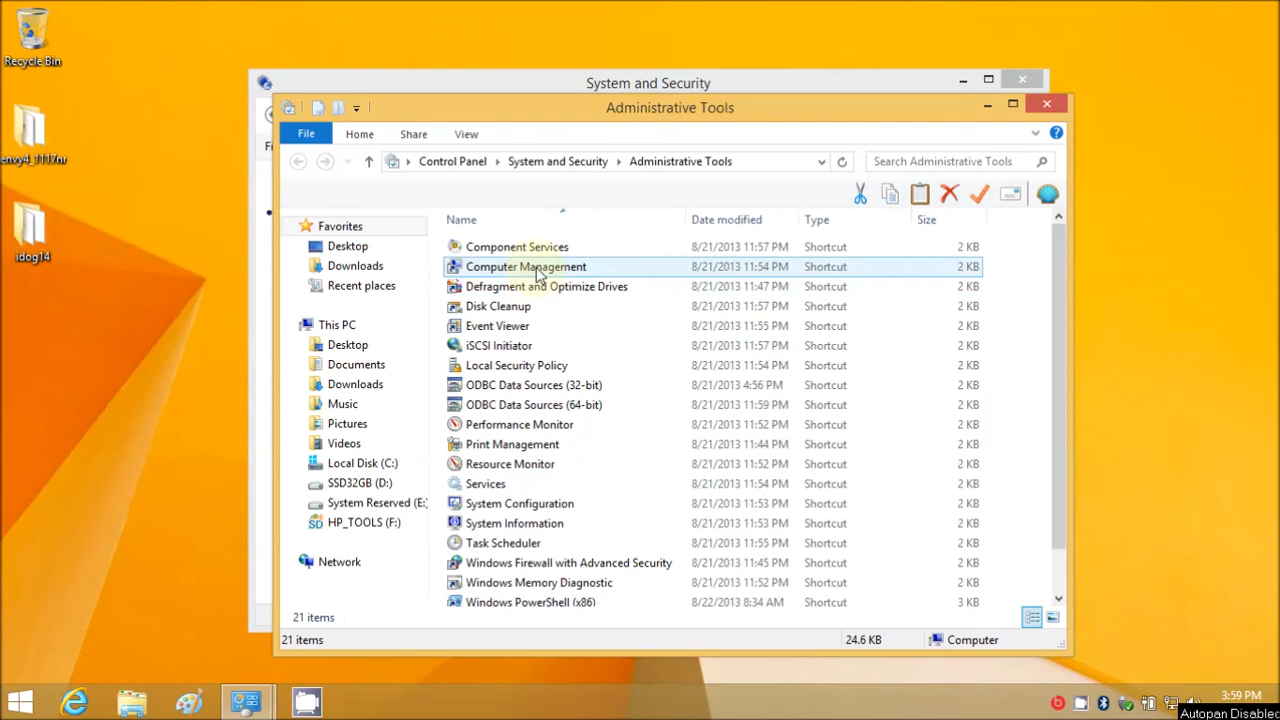 Recycle Bin
envy4_1117nr
idog14
System and Security
Administrative Tools
File Home Share View
Control Panel System and Security Administrative Tools
Search Administrative Tools
Name Date modified Type Size
Favorites
Desktop
Downloads
Recent places
This PC
Desktop
Documents
Downloads
Music
Pictures
Videos
Local Disk (C:)
SSD32GB (D:)
System Reserved (E:
HP_TOOLS (F:)
Network
Component Services 8/21/2013 11:57 PM Shortcut 2 KB
Computer Management 8/21/2013 11:54 PM Shortcut 2 KB
Defragment and Optimize Drives 8/21/2013 11:47 PM Shortcut 2 KB
Disk Cleanup 8/21/2013 11:57 PM Shortcut 2 KB
Event Viewer 8/21/2013 11:55 PM Shortcut 2 KB
iSCSI Initiator 8/21/2013 11:57 PM Shortcut 2 KB
Local Security Policy 8/21/2013 11:54 PM Shortcut 2 KB
ODBC Data Sources (32-bit) 8/21/2013 4:56 PM Shortcut 2 KB
ODBC Data Sources (64-bit) 8/21/2013 11:59 PM Shortcut 2 KB
Performance Monitor 8/21/2013 11:52 PM Shortcut 2 KB
Print Management 8/21/2013 11:44 PM Shortcut 2 KB
Resource Monitor 8/21/2013 11:52 PM Shortcut 2 KB
Services 8/21/2013 11:54 PM Shortcut 2 KB
System Configuration 8/21/2013 11:53 PM Shortcut 2 KB
System Information 8/21/2013 11:53 PM Shortcut 2 KB
Task Scheduler 8/21/2013 11:55 PM Shortcut 2 KB
Windows Firewall with Advanced Security 8/21/2013 11:45 PM Shortcut 2 KB
Windows Memory Diagnostic 8/21/2013 11:52 PM Shortcut 2 KB
Windows PowerShell (x86) 8/22/2013 8:34 AM Shortcut 3 KB
21 items
21 items 24.6 KB Computer
3:59 PM
Autopan Disabled